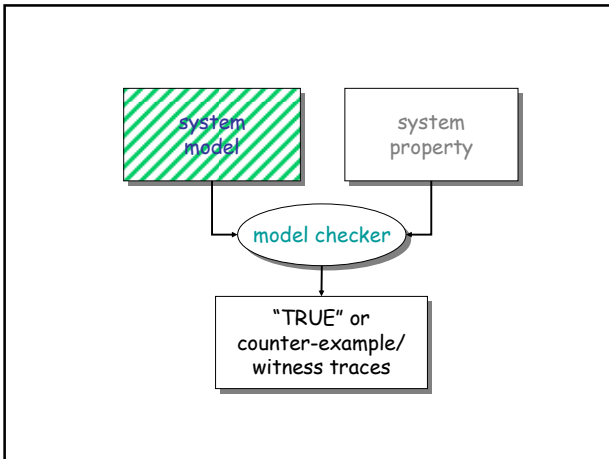 system
model
system
property
model checker
“TRUE” or
counter-example/
witness traces